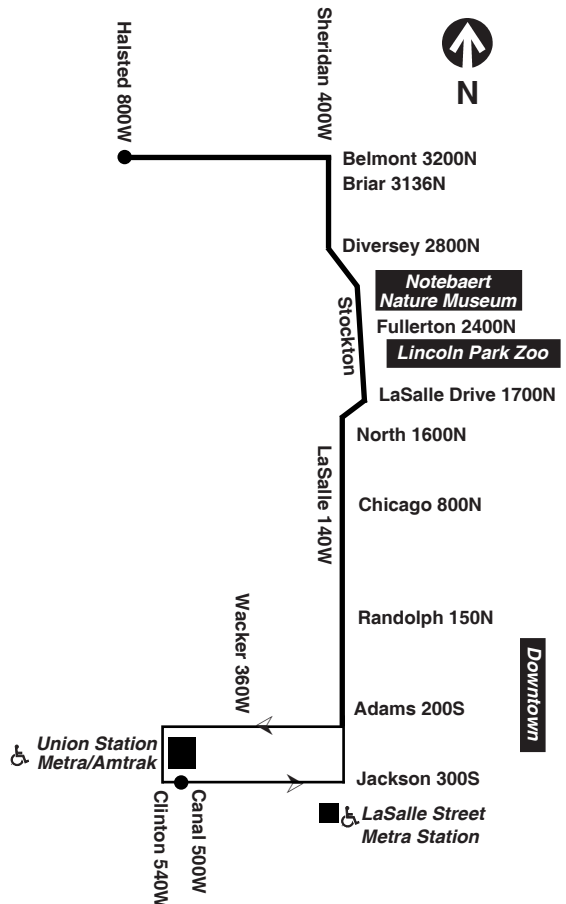 Halsted 800W
Sheridan 400W
N
Belmont 3200N
Briar 3136N
Diversey 2800N
Notebaert
Nature Museum
Stockton
Fullerton 2400N
Lincoln Park Zoo
LaSalle Drive 1700N
North 1600N
LaSalle 140W
Chicago 800N
Wacker 360W
Randolph 150N
Downtown
Adams 200S
Union Station
Metra/Amtrak
Jackson 300S
Clinton 540W
Canal 500W
LaSalle Street
Metra Station